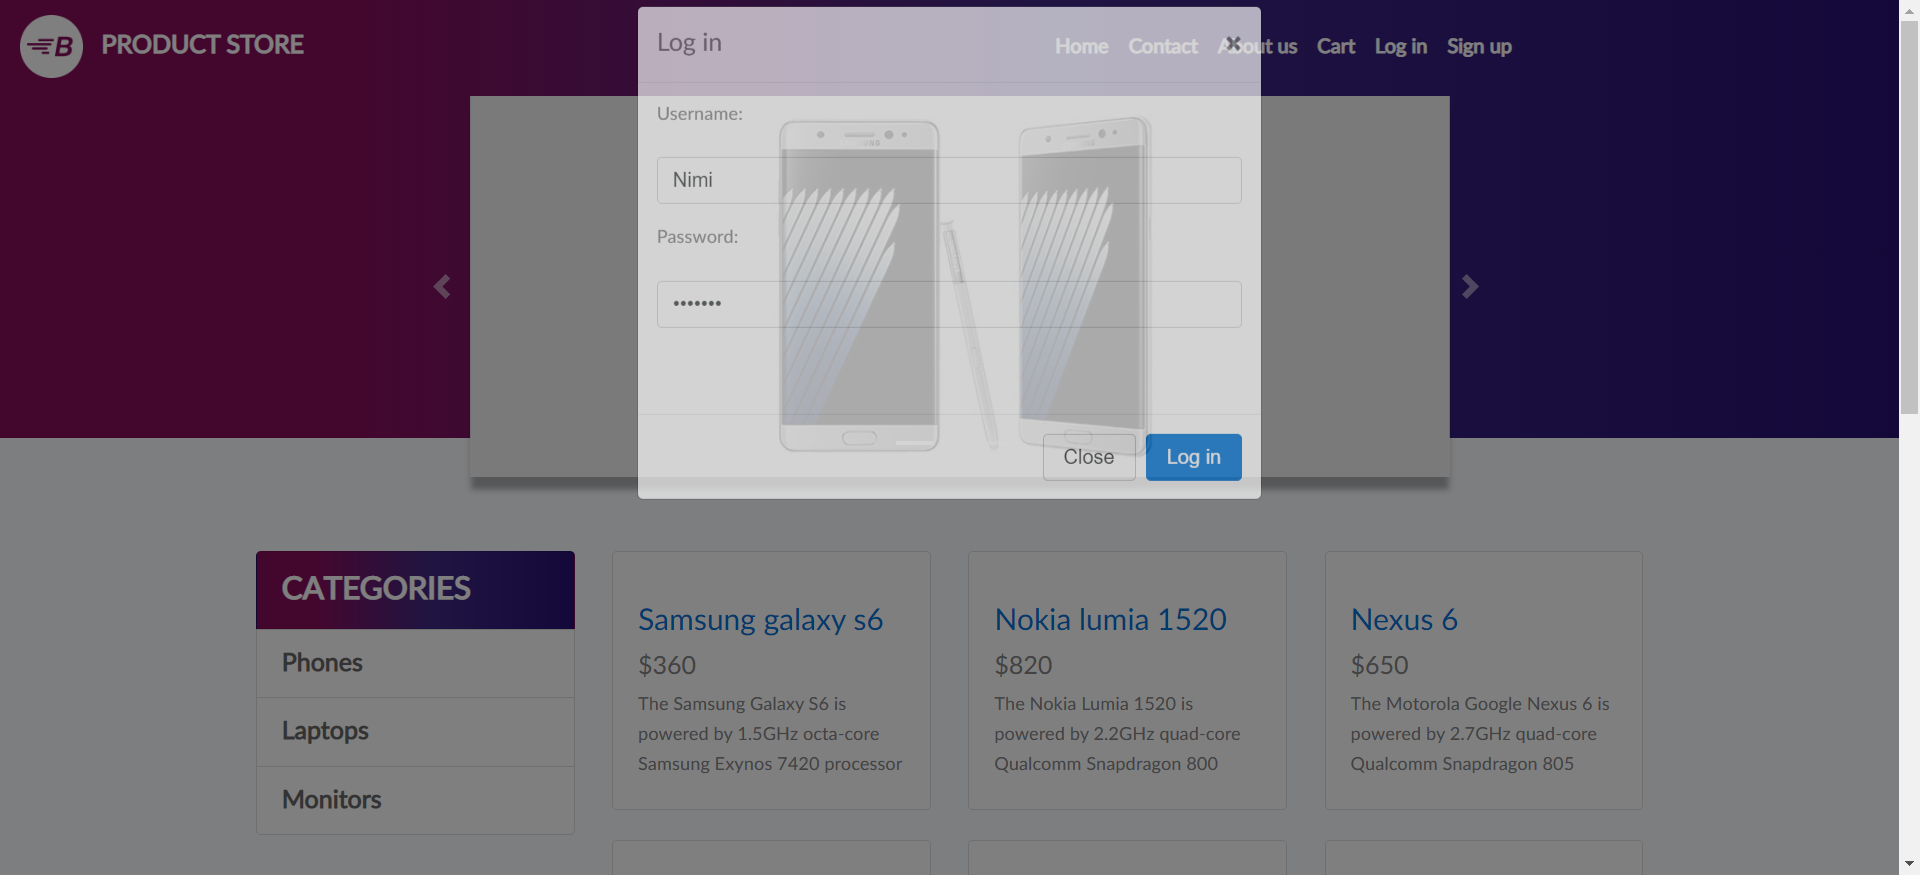 B PRODUCT STORE
Home Contact About us Cart Log in Sign up
Log in
Username:
Nimi
Password:
•••••••
Close Log in
CATEGORIES
Phones
Laptops
Monitors
Samsung galaxy s6
$360
The Samsung Galaxy S6 is
powered by 1.5GHz octa-core
Samsung Exynos 7420 processor
Nokia lumia 1520
$820
The Nokia Lumia 1520 is
powered by 2.2GHz quad-core
Qualcomm Snapdragon 800
Nexus 6
$650
The Motorola Google Nexus 6 is
powered by 2.7GHz quad-core
Qualcomm Snapdragon 805